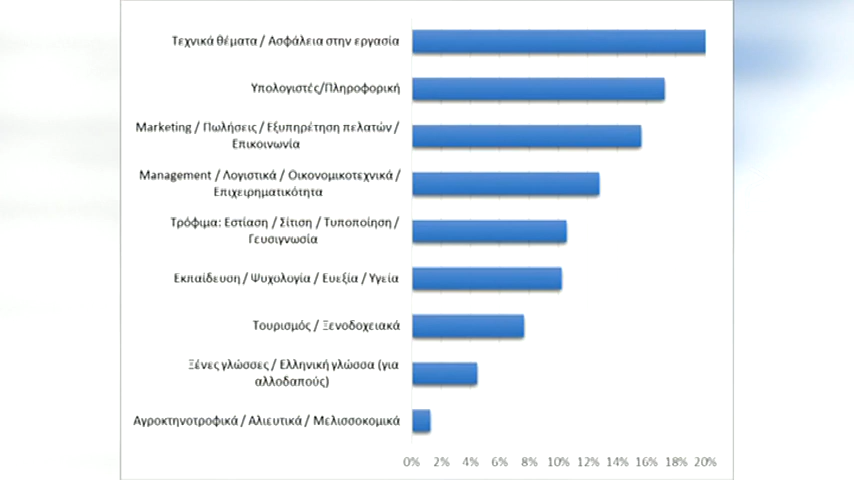 Τεχνικά θέματα / Ασφάλεια στην εργασία
Υπολογιστές/Πληροφορική
Marketing / Πωλήσεις / Εξυπηρέτηση πελατών /
Επικοινωνία
Management / Λογιστικά / Οικονομικοτεχνικά /
Επιχειρηματικότητα
Τρόφιμα: Εστίαση / Σίτιση / Τυποποίηση /
Γευσιγνωσία
Εκπαίδευση / Ψυχολογία / Ευεξία / Υγεία
Τουρισμός / Ξενοδοχειακά
Ξένες γλώσσες / Ελληνική γλώσσα (για
αλλοδαπούς)
Αγροκτηνοτροφικά / Αλιευτικά / Μελισσοκομικά
0% 2% 4% 6% 8% 10% 12% 14% 16% 18% 20%